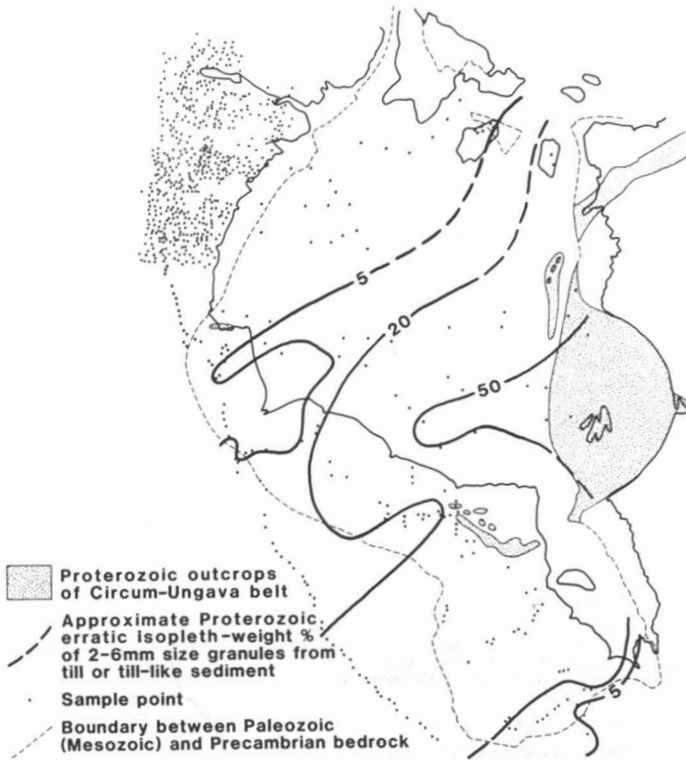 5
20
50
5
Proterozoic outcrops
of Circum-Ungava belt
Approximate Proterozoic
erratic isopleth-weight %
of 2-6mm size granules from
till or till-like sediment
Sample point
Boundary between Paleozoic
(Mesozoic) and Precambrian bedrock